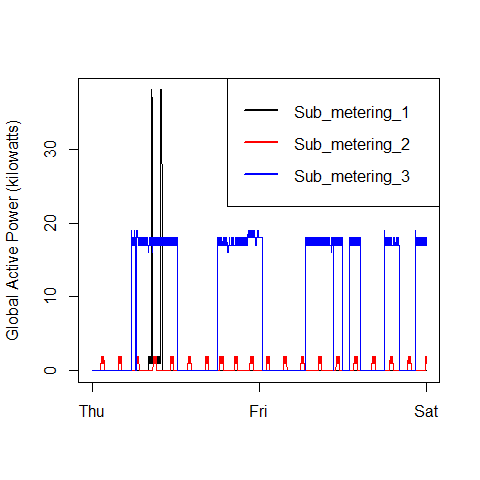 Sub_metering_1
Sub_metering_2
Sub_metering_3
Global Active Power (kilowatts)
30
20
10
0
Thu Fri Sat